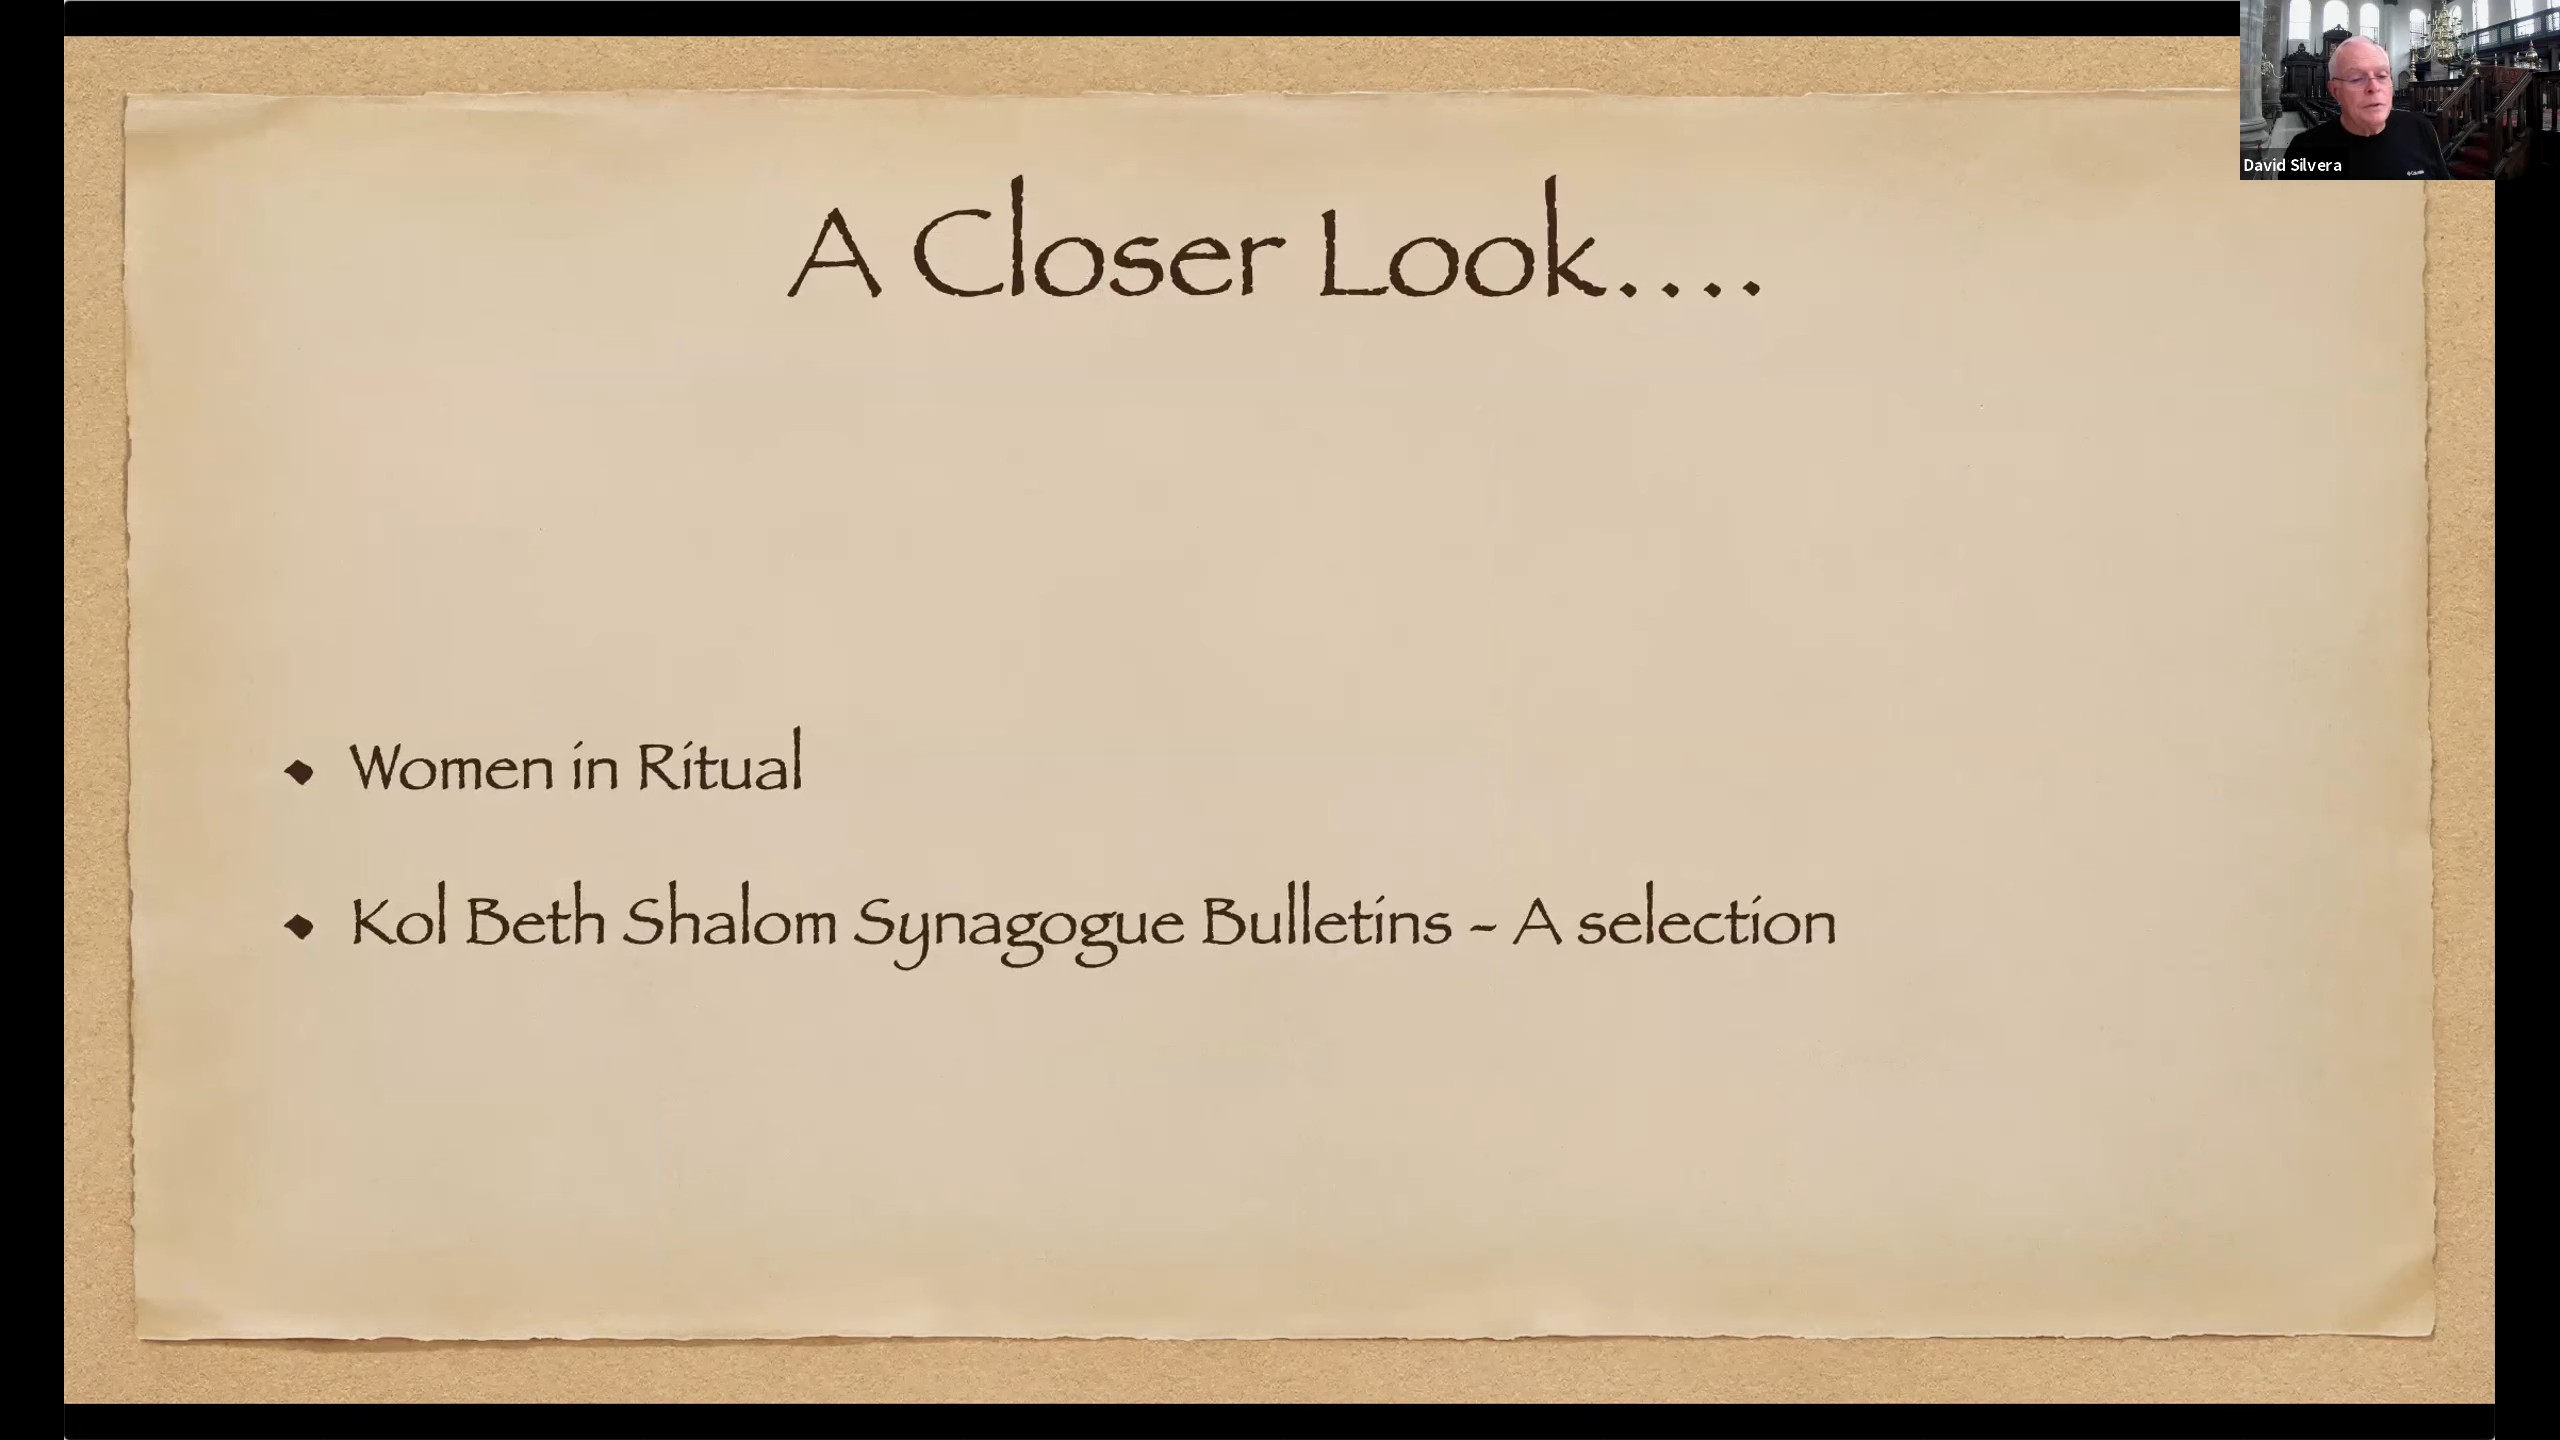 A Closer Look....
David Silvera
• Women in Ritual
• Kol Beth Shalom Synagogue Bulletins - A selection